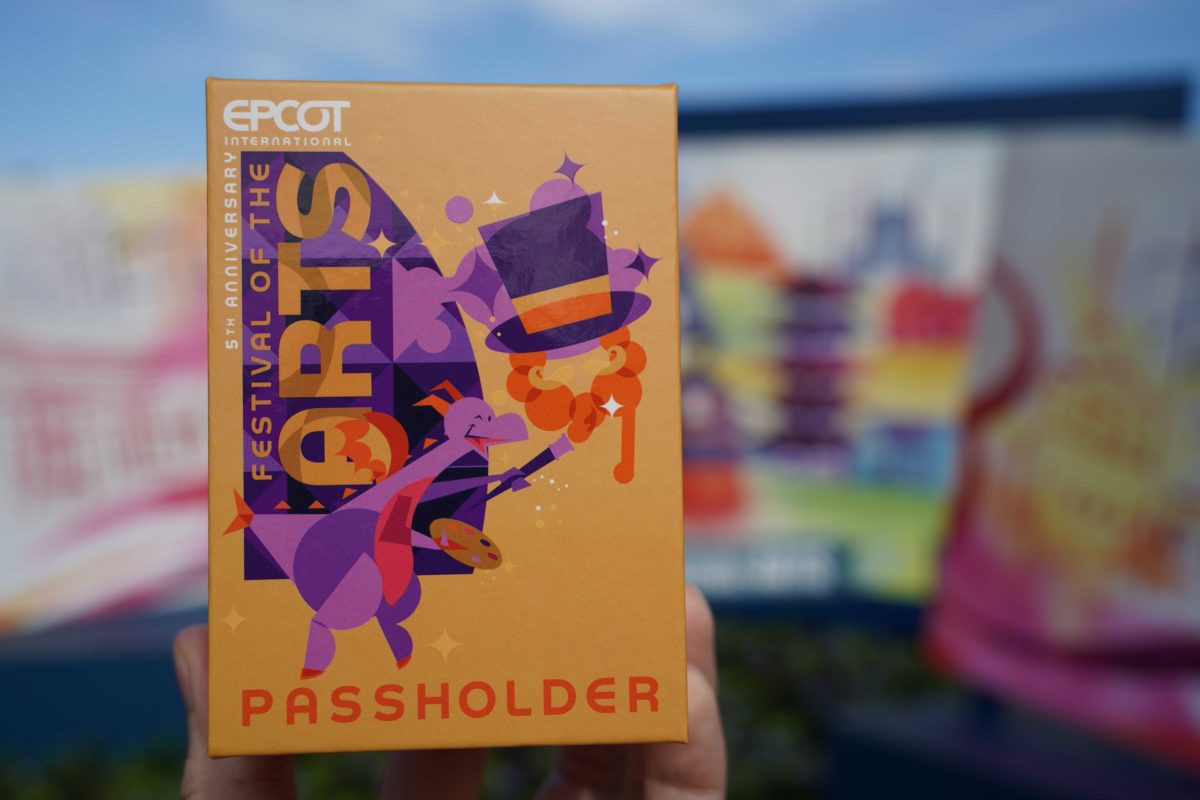 EPCOT
INTERNATIONAL
5TH ANNIVERSARY
FESTIVAL OF THE
ARTS
PASSHOLDER